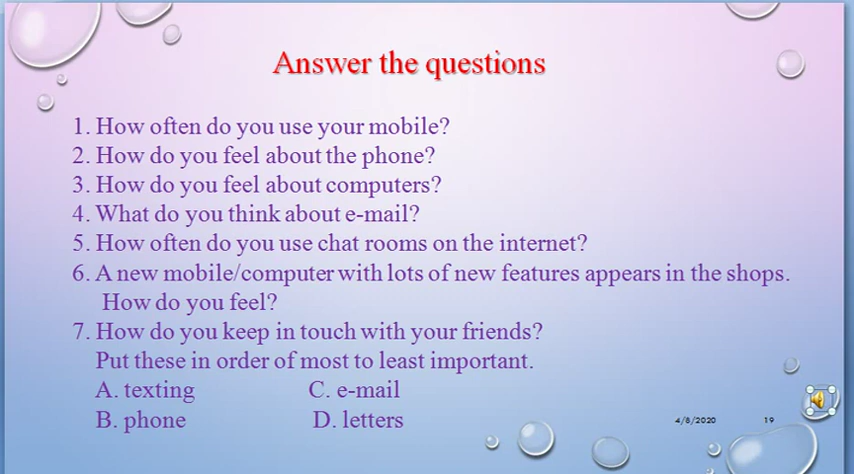 Answer the questions
1. How often do you use your mobile?
2. How do you feel about the phone?
3. How do you feel about computers?
4. What do you think about e-mail?
5. How often do you use chat rooms on the internet?
6. A new mobile/computer with lots of new features appears in the shops.
How do you feel?
7. How do you keep in touch with your friends?
Put these in order of most to least important.
A. texting C. e-mail
B. phone D. letters
4/8/2020 19